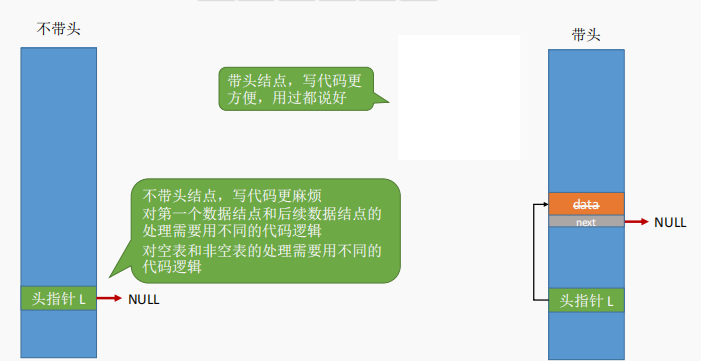 不带头
带头
带头结点，写代码更
方便，用过都说好
不带头结点，写代码更麻烦
对第一个数据结点和后续数据结点的
处理需要用不同的代码逻辑
对空表和非空表的处理需要用不同的
代码逻辑
data
next
NULL
头指针 L
NULL
头指针 L